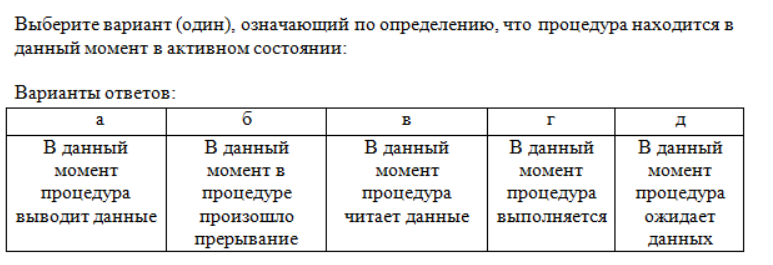 Выберите вариант (один), означающий по определению, что процедура находится в
данный момент в активном состоянии:
Варианты ответов:
а б в г д
В данный момент процедура выводит данные
В данный момент в процедуре произошло прерывание
В данный момент процедура читает данные
В данный момент процедура выполняется
В данный момент процедура ожидает данных